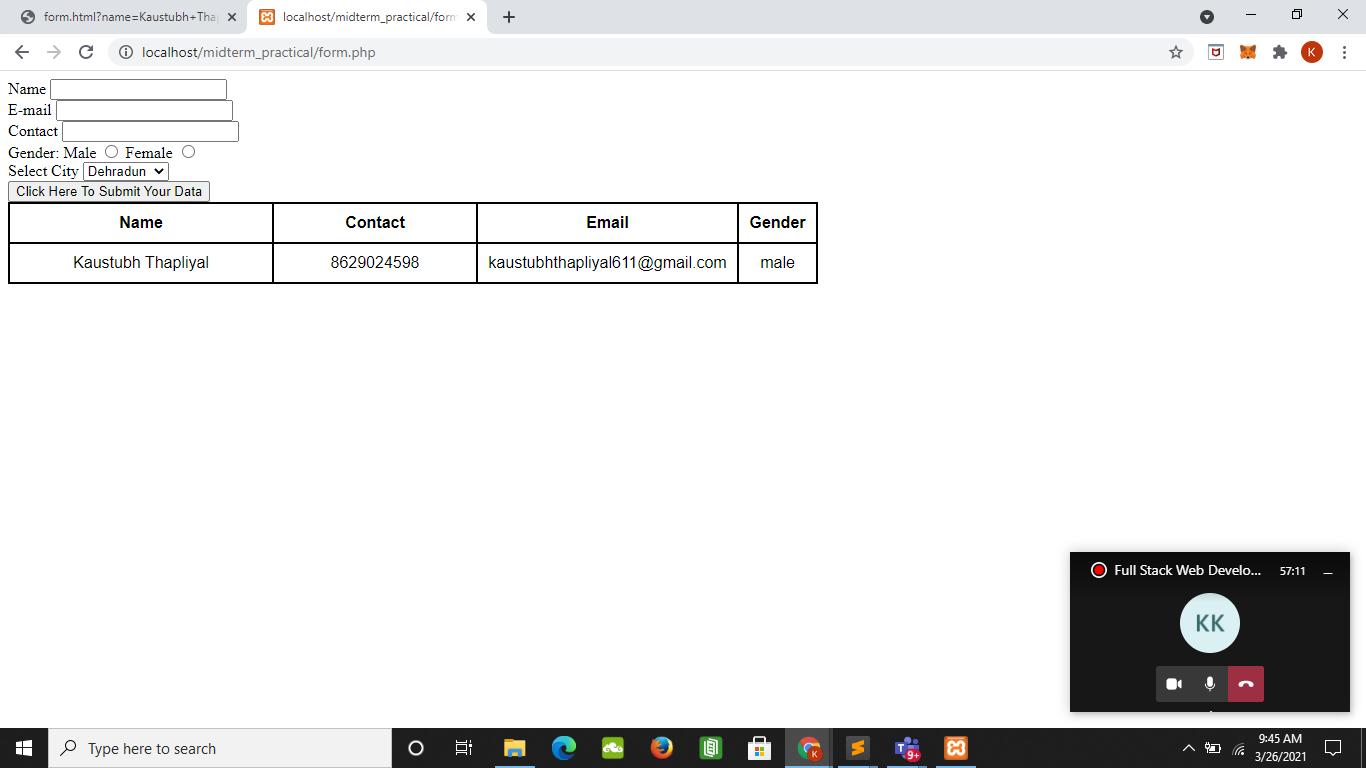 form.html?name=Kaustubh+Tha
localhost/midterm_practical/form
localhost/midterm_practical/form.php
K
Name
E-mail
Contact
Gender: Male Female
Select City Dehradun
Click Here To Submit Your Data
Name Contact Email Gender
Kaustubh Thapliyal 8629024598 kaustubhthapliyal611@gmail.com male
Full Stack Web Develo... 57:11
KK
Type here to search
K
9+
9:45 AM
3/26/2021